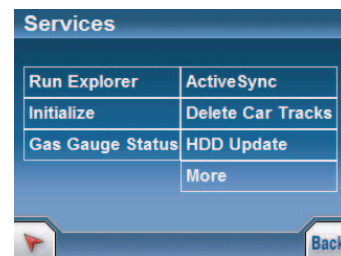 Services
Run Explorer
ActiveSync
Initialize
Delete Car Tracks
Gas Gauge Status
HDD Update
More
Back